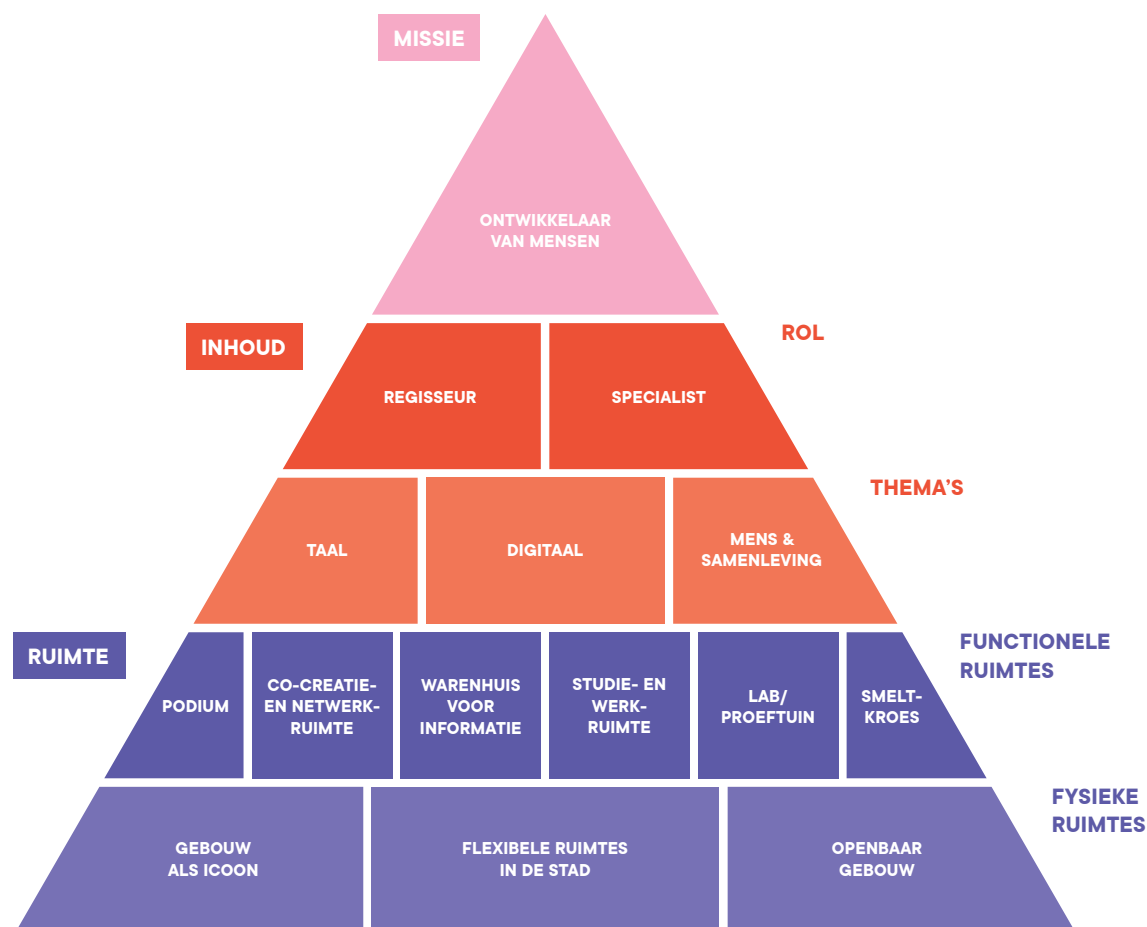 MISSIE
ONTWIKKELAAR
VAN MENSEN
INHOUD
ROL
REGISSEUR
SPECIALIST
THEMA'S
TAAL
DIGITAAL
MENS &
SAMENLEVING
RUIMTE
FUNCTIONELE
RUIMTES
PODIUM
CO-CREATIE-
EN NETWERK-
RUIMTE
WARENHUIS
VOOR
INFORMATIE
STUDIE- EN
WERK-
RUIMTE
LAB/
PROEFTUIN
SMELT-
KROES
FYSIEKE
RUIMTES
GEBOUW
ALS ICOON
FLEXIBELE RUIMTES
IN DE STAD
OPENBAAR
GEBOUW